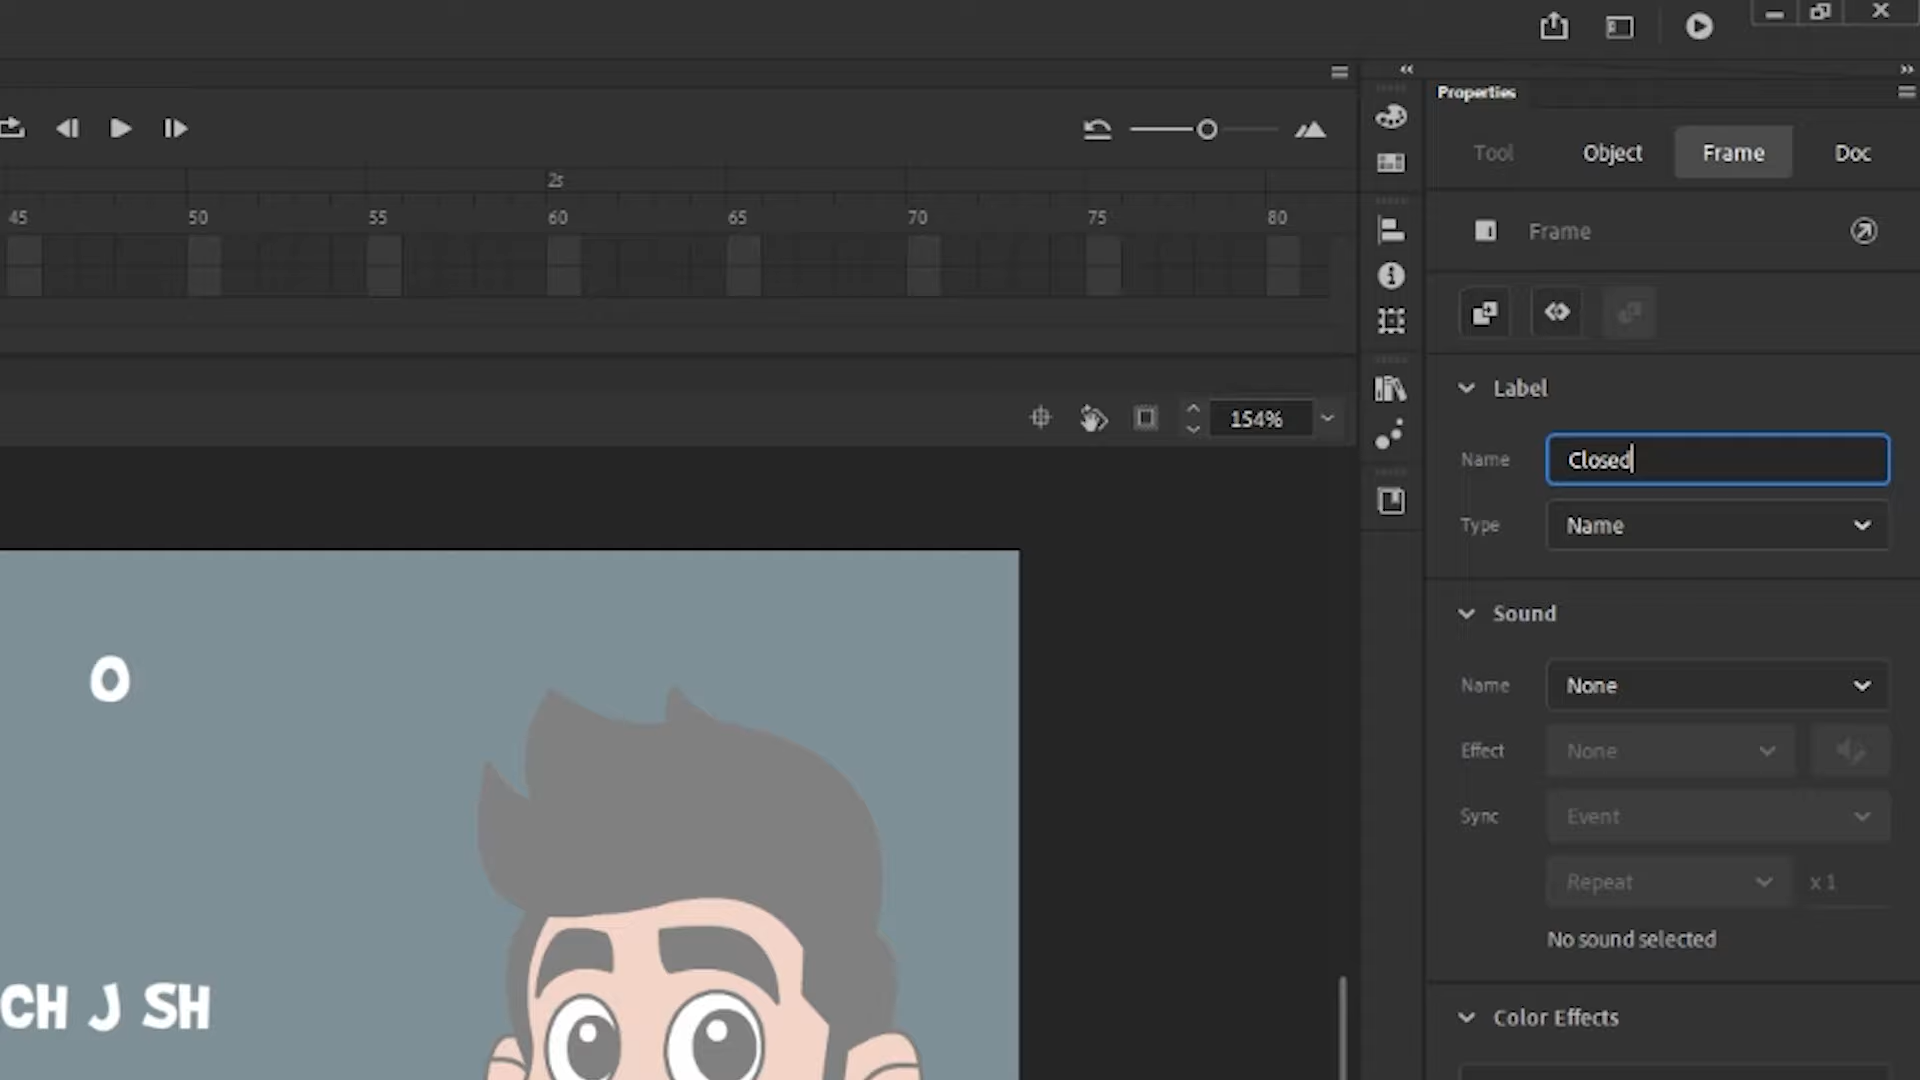 Properties
Tool Object Frame Doc
2s
45 50 55 60 65 70 75 80
Frame
Label
154%
Name Closed
Type Name
Sound
O
Name None
Effect None
Sync Event
Repeat x 1
No sound selected
CH J SH
Color Effects